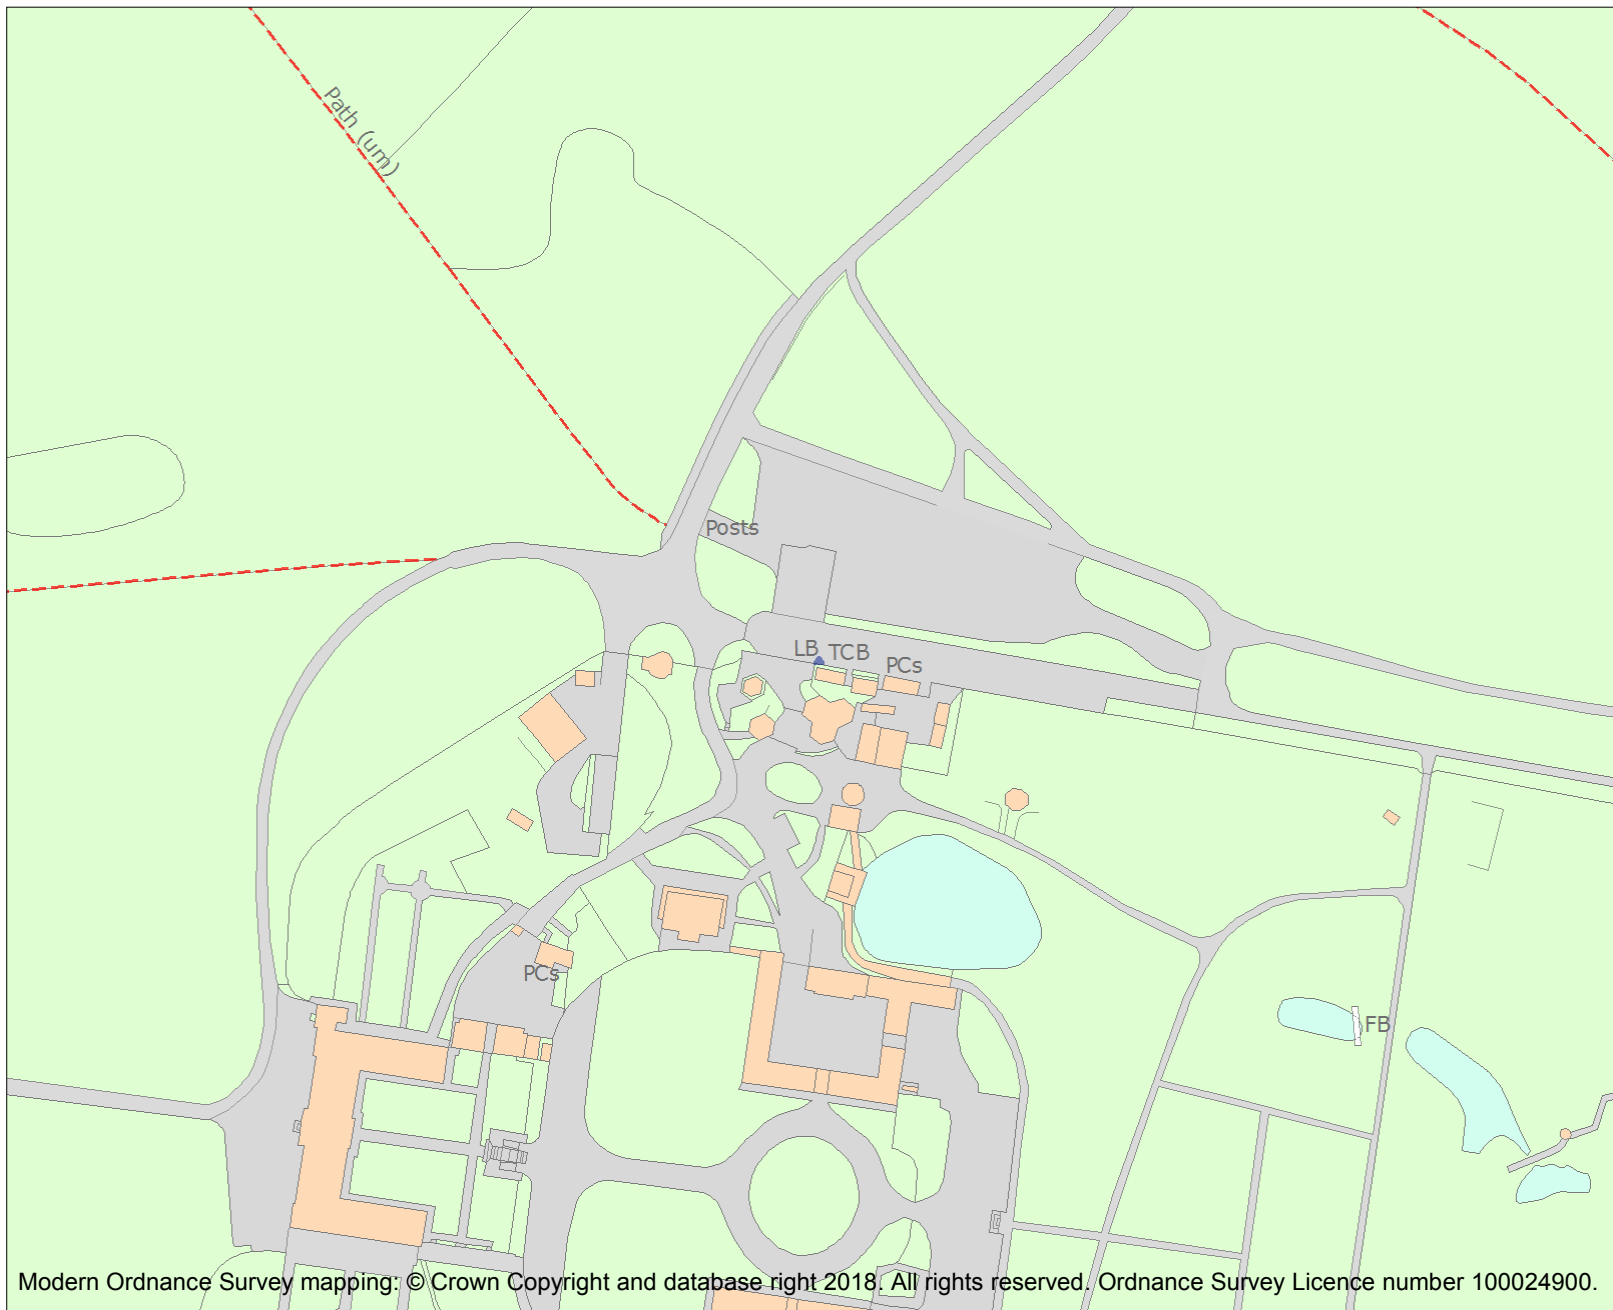 Path (um)
Posts
LB TCB
PCs
PCs
FB
Modern Ordnance Survey mapping: © Crown Copyright and database right 2018. All rights reserved. Ordnance Survey Licence number 100024900.